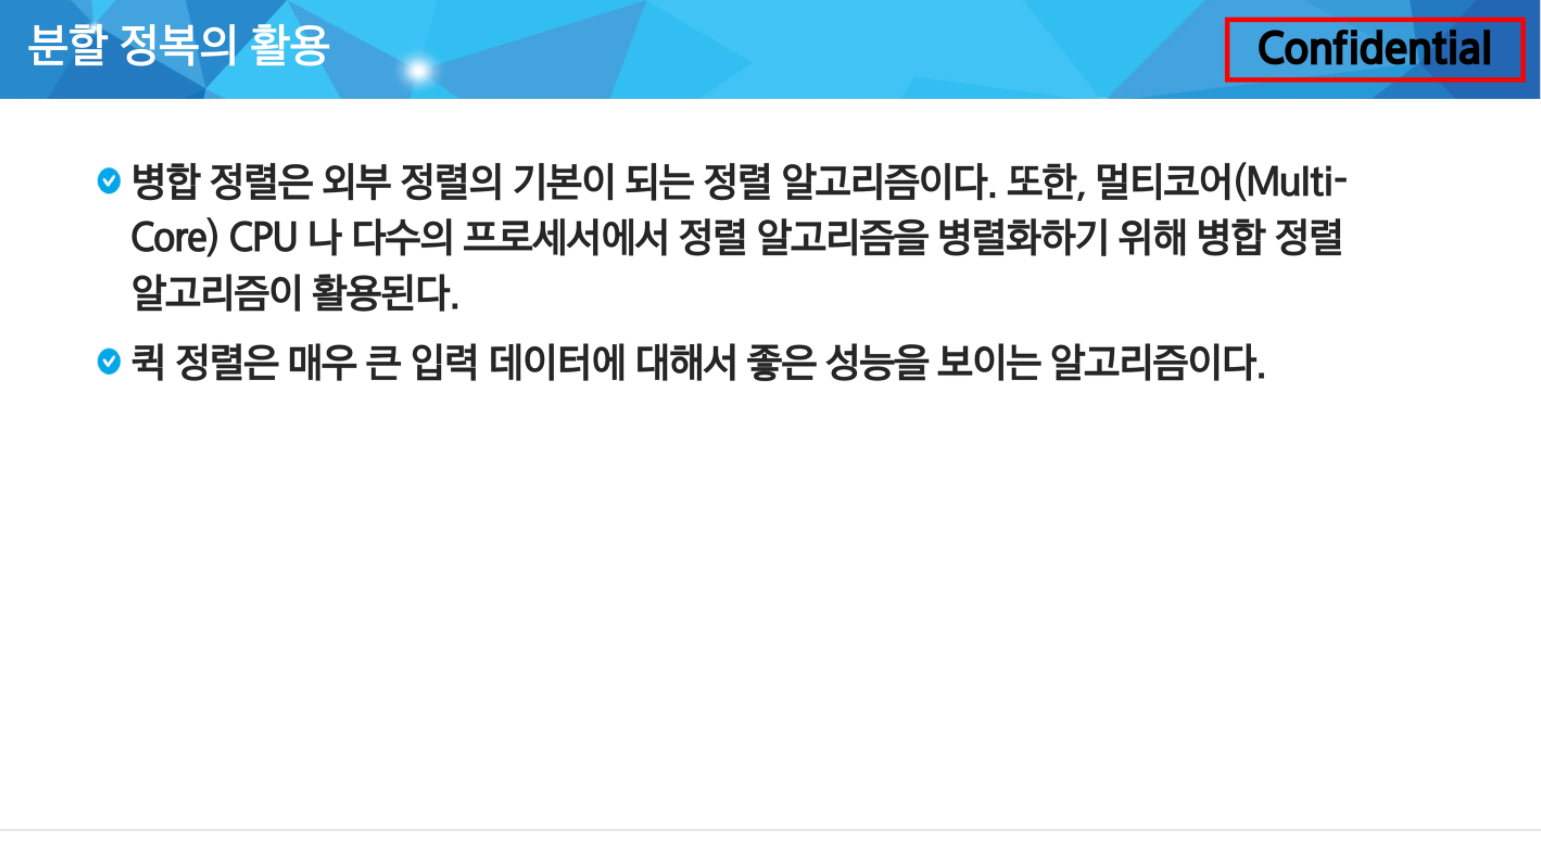 분할 정복의 활용
Confidential
병합 정렬은 외부 정렬의 기본이 되는 정렬 알고리즘이다. 또한, 멀티코어(Multi-
Core) CPU 나 다수의 프로세서에서 정렬 알고리즘을 병렬화하기 위해 병합 정렬
알고리즘이 활용된다.
퀵 정렬은 매우 큰 입력 데이터에 대해서 좋은 성능을 보이는 알고리즘이다.